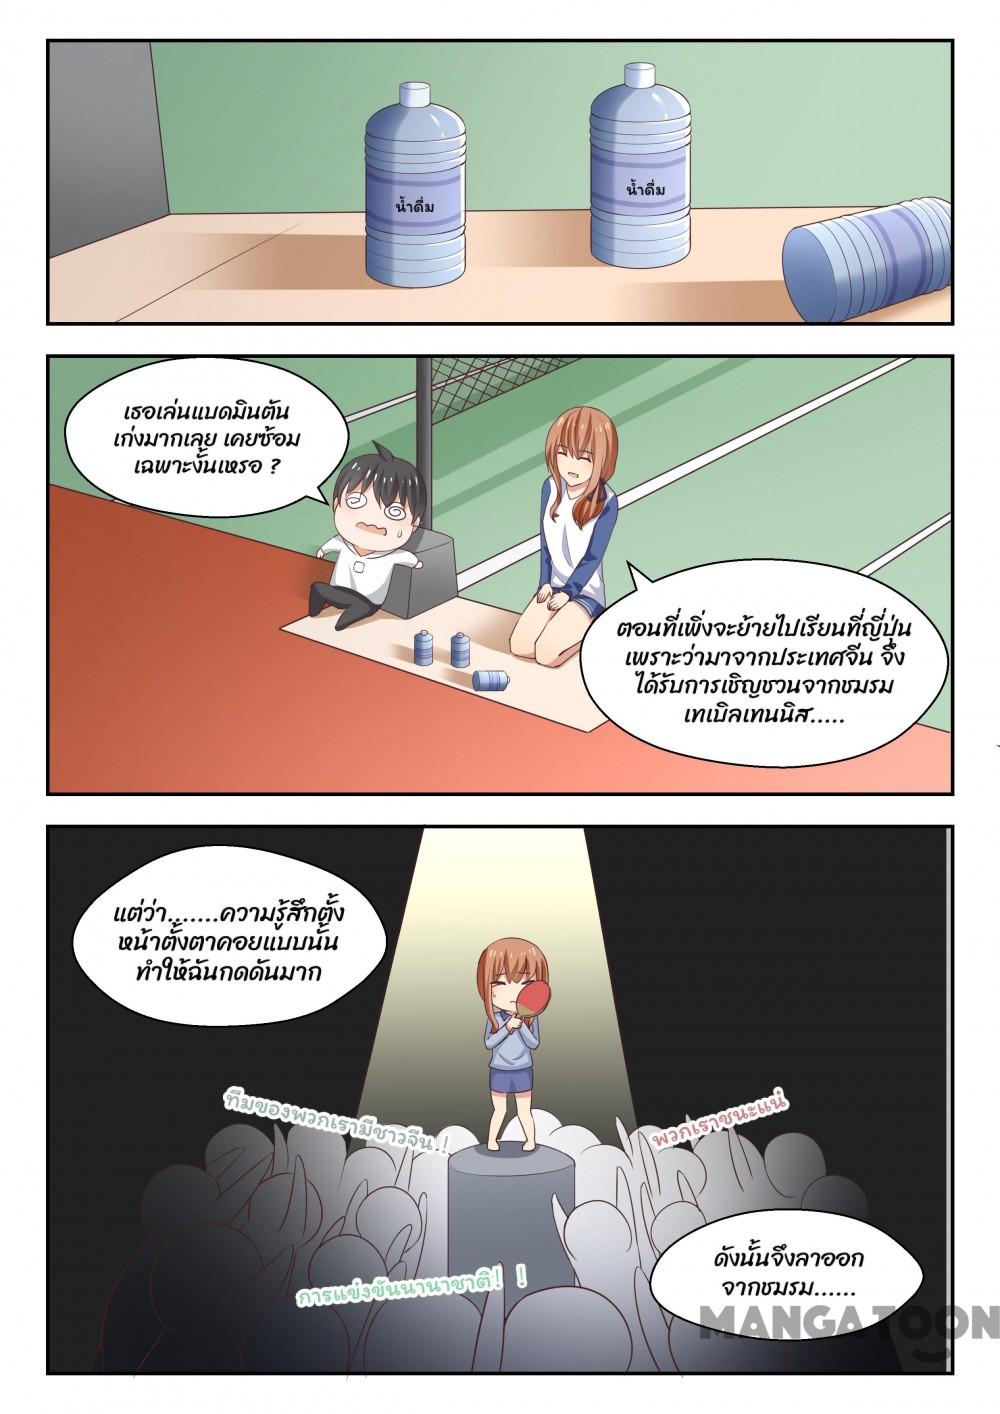 น้ำดื่ม
น้ำดื่ม
เธอเล่นแบดมินตัน
เก่งมากเลย เคยซ้อม
เฉพาะงั้นเหรอ ?
ตอนที่เพิ่งจะย้ายไปเรียนที่ญี่ปุ่น
เพราะว่ามาจากประเทศจีน จึง
ได้รับการเชิญชวนจากชมรม
เทเบิลเทนนิส.....
แต่ว่า.......ความรู้สึกตั้ง
หน้าตั้งตาคอยแบบนั้น
ทำให้ฉันกดดันมาก
ทีมของพวกเรามีชาวจีน !
พวกเราชนะแน่
การแข่งขันนานาชาติ! !
ดังนั้นจึงลาออก
จากชมรม......
MANGATOON